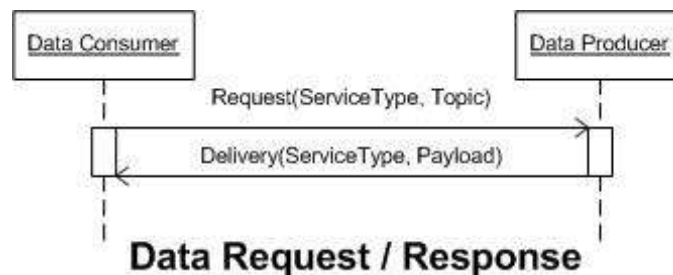 Data Consumer
Data Producer
Request(ServiceType, Topic)
Delivery(ServiceType, Payload)
Data Request / Response